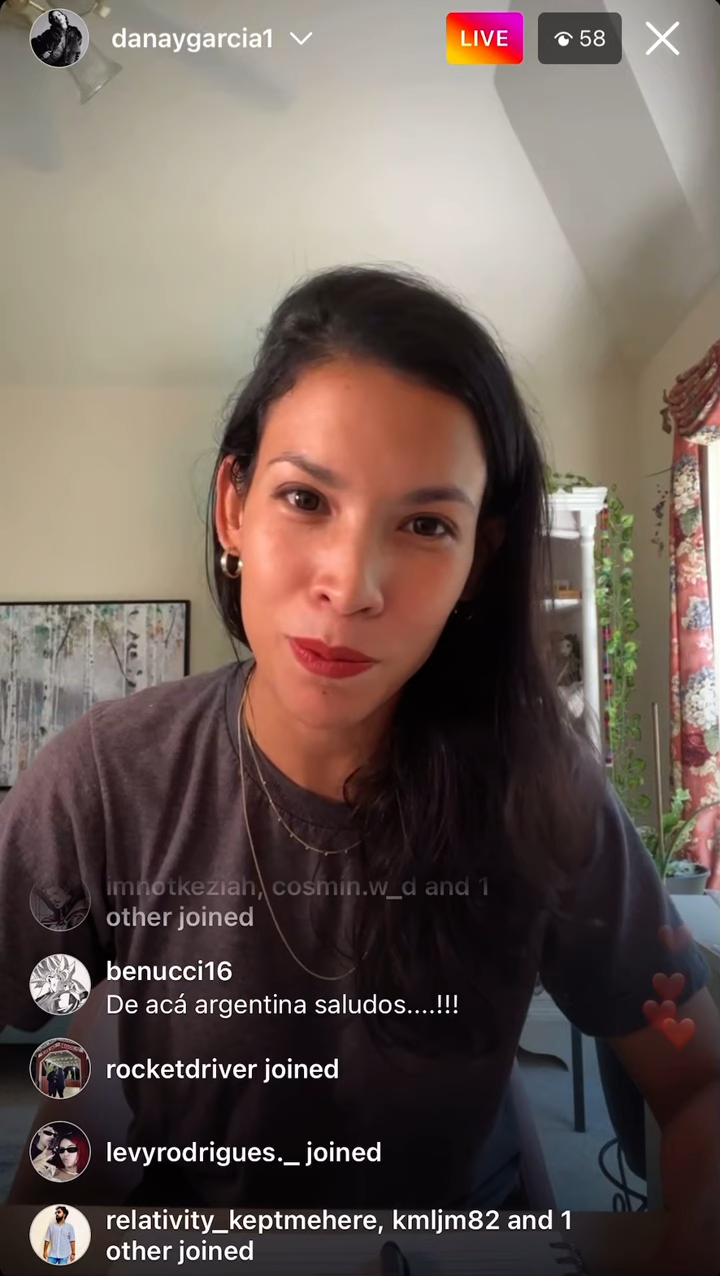 danaygarcia1
LIVE
58
imnotkeziah, cosmin.w_d and 1
other joined
benucci16
De acá argentina saludos....!!!
rocketdriver joined
levyrodrigues._ joined
relativity_keptmehere, kmljm82 and 1
other joined